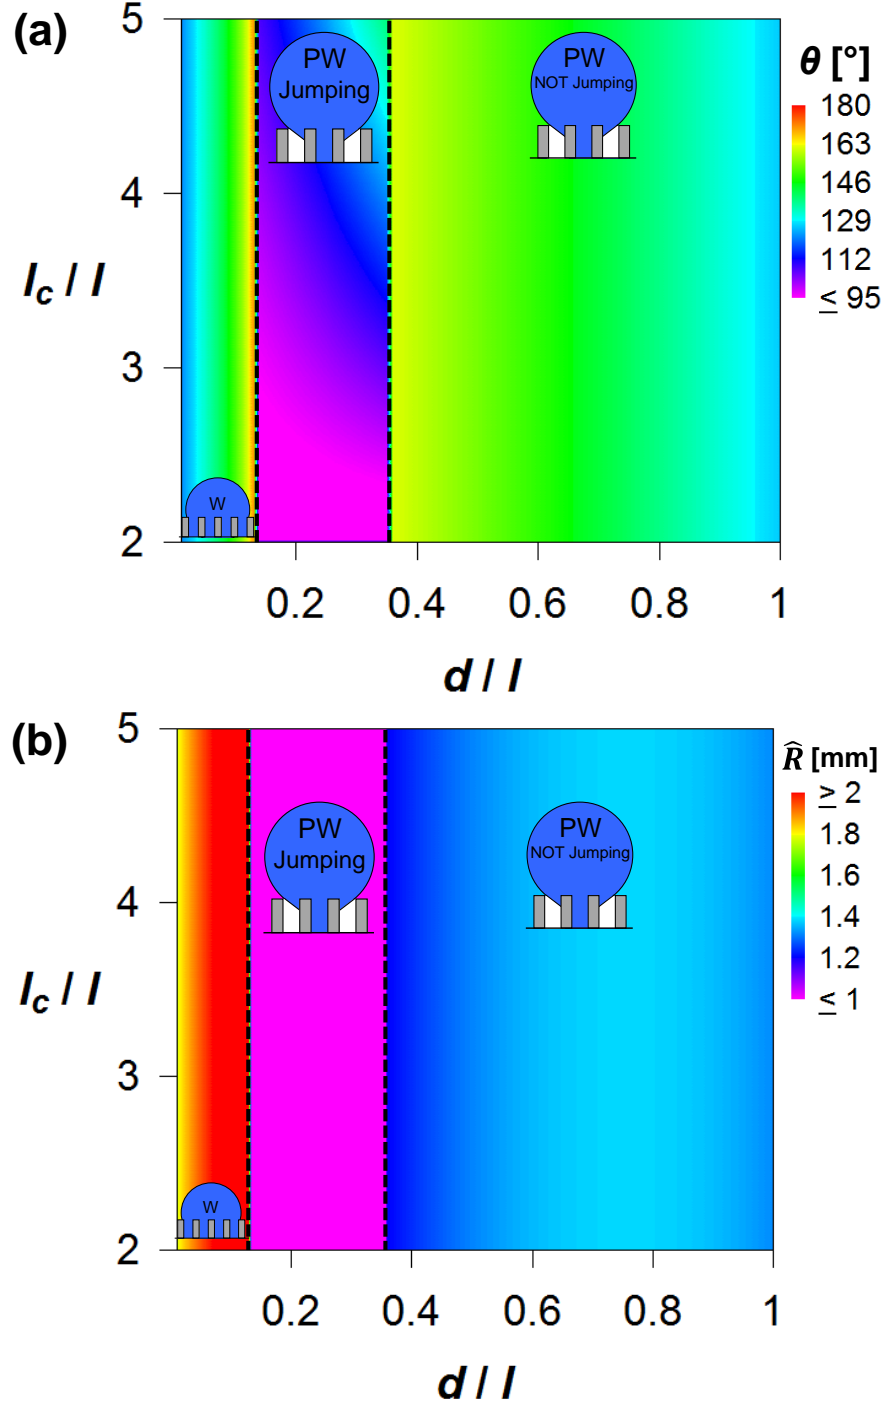 (a)
5
4
3
2
l_c / l
PW
Jumping
PW
NOT Jumping
W
θ [°]
180
163
146
129
112
≤ 95
0.2 0.4 0.6 0.8 1
d / l
(b)
5
4
3
2
l_c / l
PW
Jumping
PW
NOT Jumping
W
R̂ [mm]
≥ 2
1.8
1.6
1.4
1.2
≤ 1
0.2 0.4 0.6 0.8 1
d / l